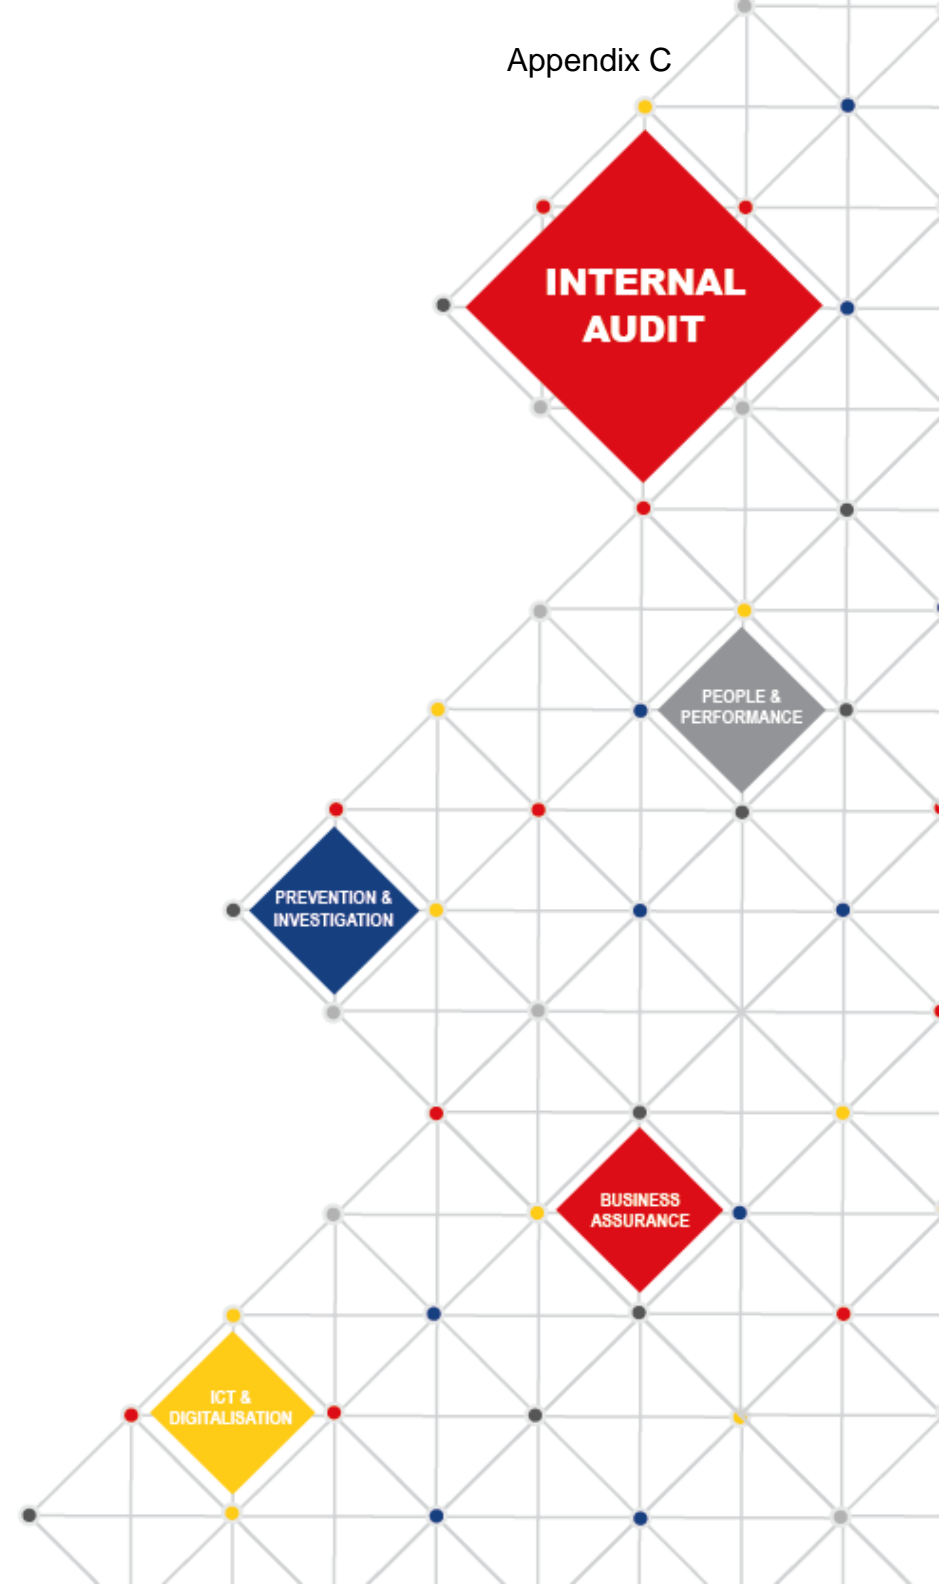 Appendix C
INTERNAL
AUDIT
PEOPLE &
PERFORMANCE
PREVENTION &
INVESTIGATION
BUSINESS
ASSURANCE
ICT &
DIGITALISATION